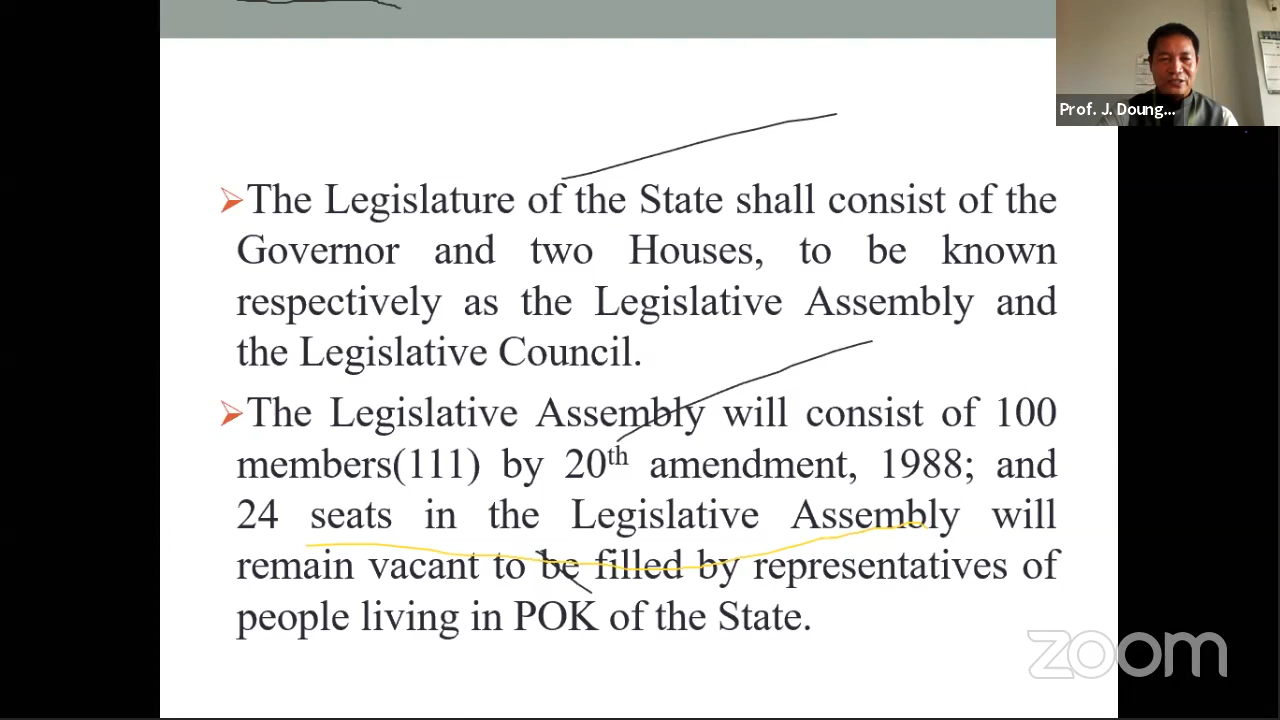 Prof. J. Doung...
➢The Legislature of the State shall consist of the
Governor and two Houses, to be known
respectively as the Legislative Assembly and
the Legislative Council.
➢The Legislative Assembly will consist of 100
members(111) by 20th amendment, 1988; and
24 seats in the Legislative Assembly will
remain vacant to be filled by representatives of
people living in POK of the State.
zoom